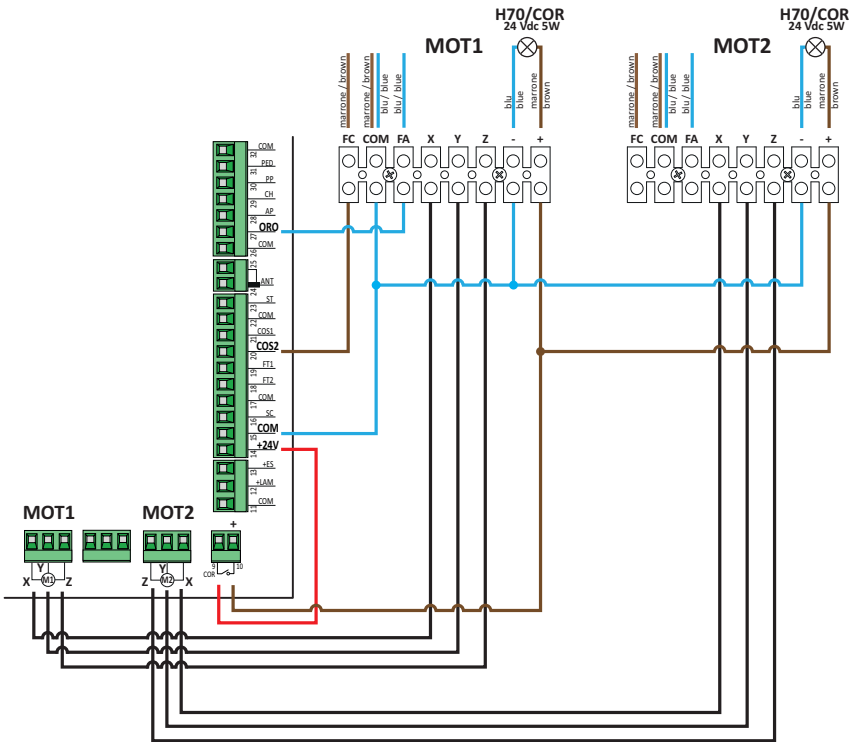 H70/COR
24 Vdc 5W
MOT1
H70/COR
24 Vdc 5W
MOT2
marrone / brown
marrone / brown
blu / blue
blu / blue
blu
blue
marrone
brown
marrone / brown
marrone / brown
blu / blue
blu / blue
blu
blue
marrone
brown
FC COM FA X Y Z - +
FC COM FA X Y Z - +
COM
32
PED
31
PP
30
CH
29
AP
28
ORO
27
COM
26
25
ANT
24
ST
23
COM
22
COS1
21
COS2
20
FT1
19
FT2
18
COM
17
SC
16
COM
15
+24V
14
+ES
13
+LAM
12
COM
11
MOT1
MOT2
+
Y
X M1 Z
Y
Z M2 X
9 10
COR